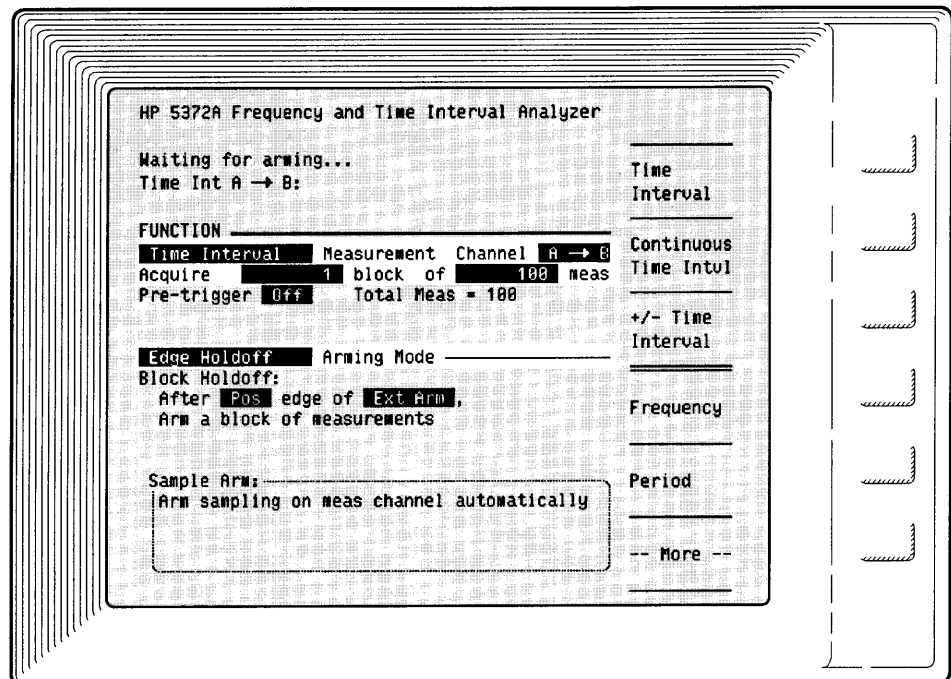 HP 5372A Frequency and Time Interval Analyzer
Waiting for arming...
Time Int A → B:
FUNCTION
Time Interval Measurement Channel A → B
Acquire 1 block of 100 meas
Pre-trigger Off Total Meas = 100
Edge Holdoff Arming Mode
Block Holdoff:
After Pos edge of Ext Arm,
Arm a block of measurements
Sample Arm:
Arm sampling on meas channel automatically
Time
Interval
Continuous
Time Intvl
+/- Time
Interval
Frequency
Period
-- More --